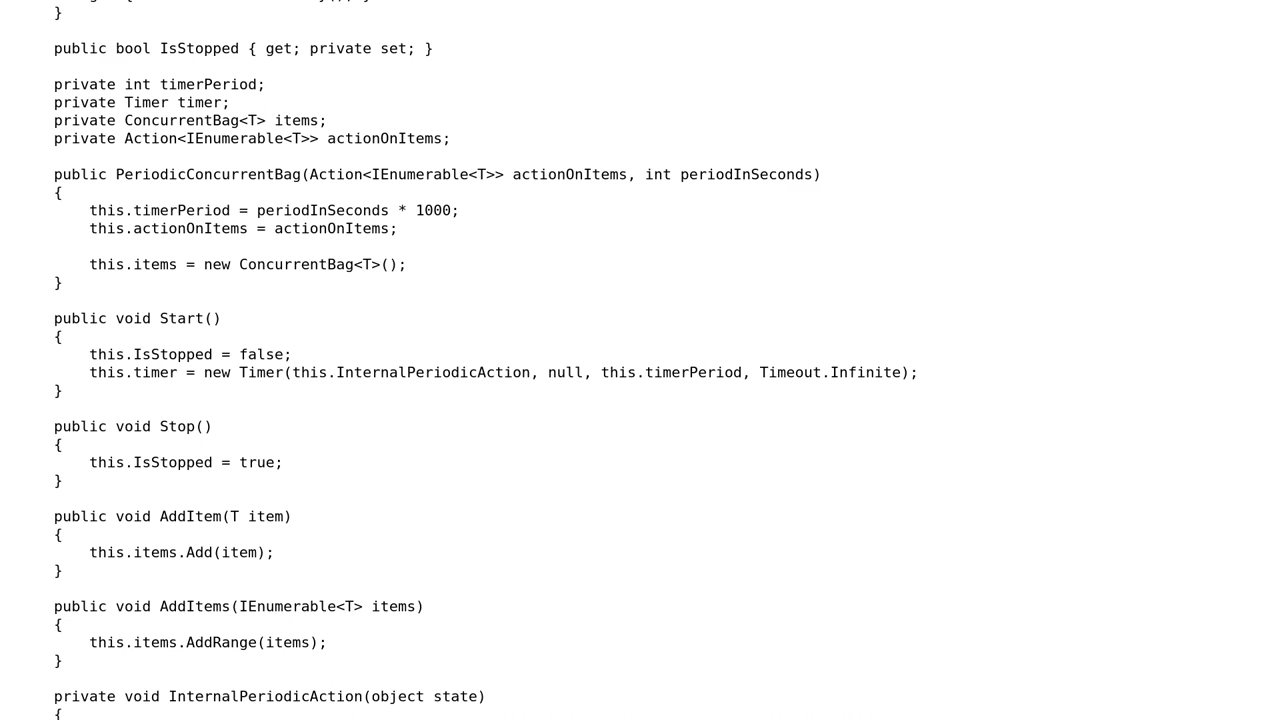 }
public bool IsStopped { get; private set; }
private int timerPeriod;
private Timer timer;
private ConcurrentBag<T> items;
private Action<IEnumerable<T>> actionOnItems;
public PeriodicConcurrentBag(Action<IEnumerable<T>> actionOnItems, int periodInSeconds)
{
this.timerPeriod = periodInSeconds * 1000;
this.actionOnItems = actionOnItems;
this.items = new ConcurrentBag<T>();
}
public void Start()
{
this.IsStopped = false;
this.timer = new Timer(this.InternalPeriodicAction, null, this.timerPeriod, Timeout.Infinite);
}
public void Stop()
{
this.IsStopped = true;
}
public void AddItem(T item)
{
this.items.Add(item);
}
public void AddItems(IEnumerable<T> items)
{
this.items.AddRange(items);
}
private void InternalPeriodicAction(object state)
{